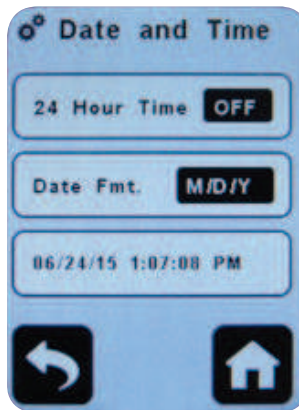 Date and Time
24 Hour Time OFF
Date Fmt. M/D/Y
06/24/15 1:07:08 PM